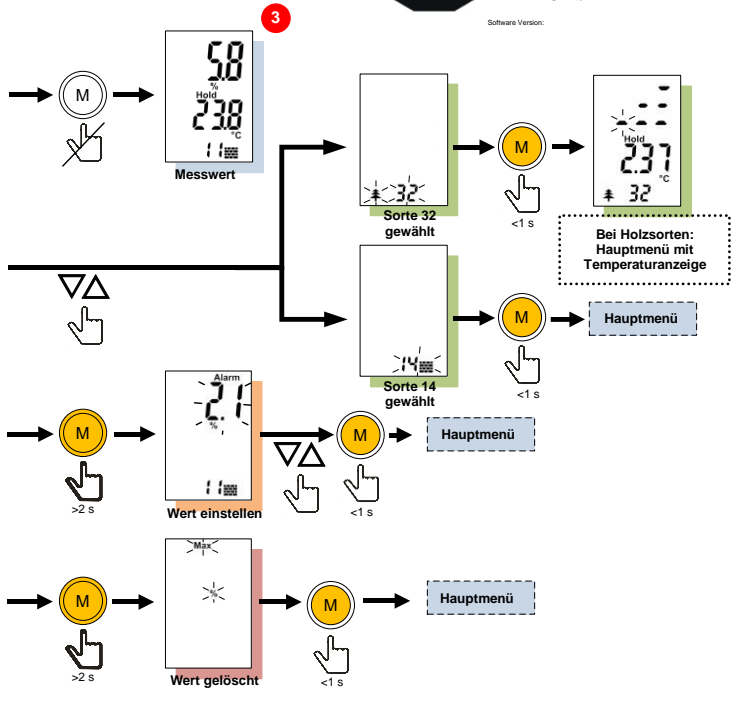 Software Version:
3
M
5.8
%
Hold
23.8
°C
11
Messwert
32
Sorte 32
gewählt
M
<1 s
Hold
2.37
°C
32
Bei Holzsorten:
Hauptmenü mit
Temperaturanzeige
14
Sorte 14
gewählt
M
<1 s
Hauptmenü
M
>2 s
Alarm
2.1
%
11
Wert einstellen
M
<1 s
Hauptmenü
M
>2 s
Max
%
Wert gelöscht
M
<1 s
Hauptmenü